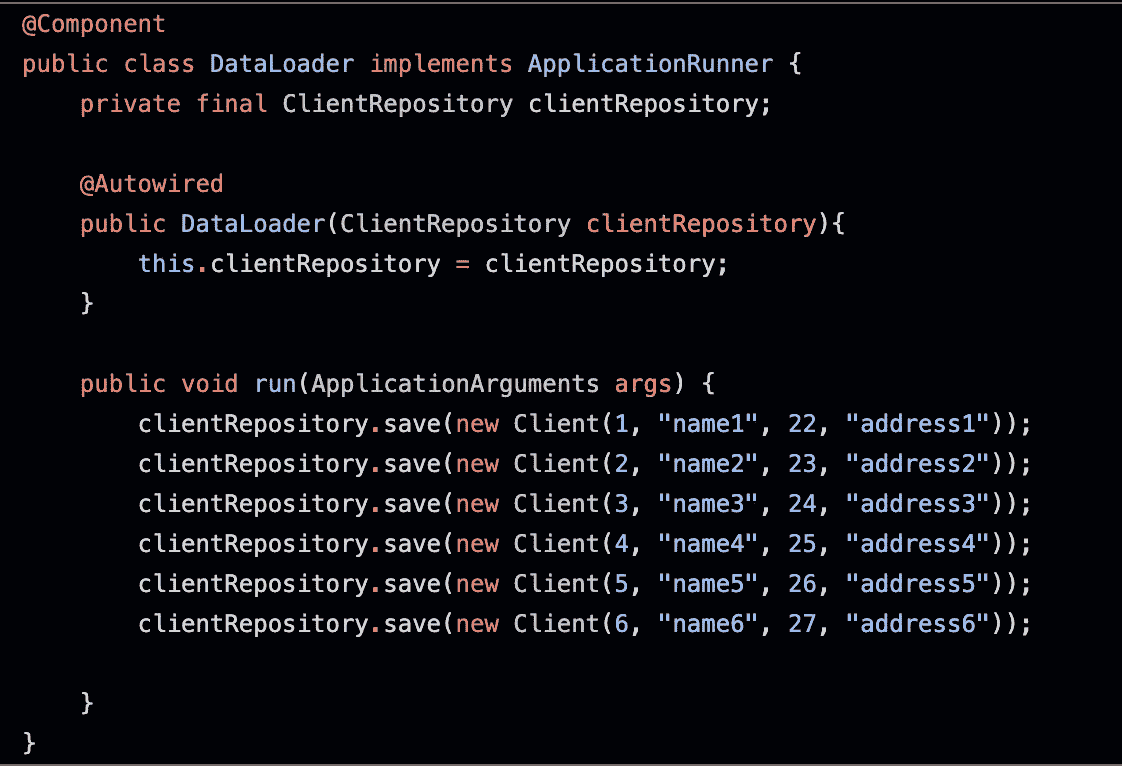 @Component
public class DataLoader implements ApplicationRunner {
    private final ClientRepository clientRepository;

    @Autowired
    public DataLoader(ClientRepository clientRepository){
        this.clientRepository = clientRepository;
    }

    public void run(ApplicationArguments args) {
        clientRepository.save(new Client(1, "name1", 22, "address1"));
        clientRepository.save(new Client(2, "name2", 23, "address2"));
        clientRepository.save(new Client(3, "name3", 24, "address3"));
        clientRepository.save(new Client(4, "name4", 25, "address4"));
        clientRepository.save(new Client(5, "name5", 26, "address5"));
        clientRepository.save(new Client(6, "name6", 27, "address6"));

    }
}